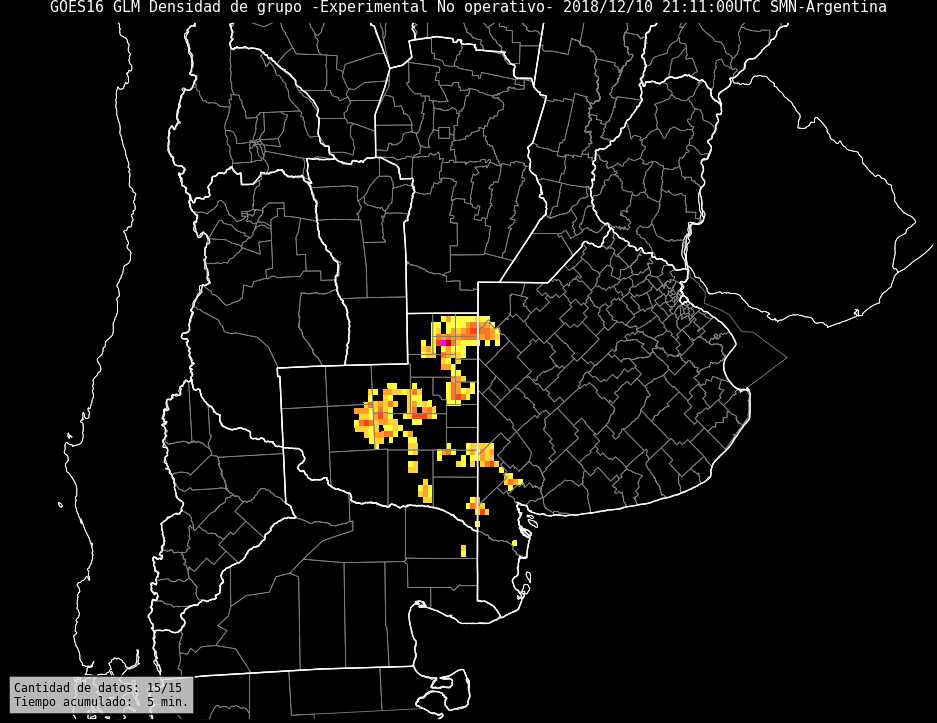 GOES16 GLM Densidad de grupo -Experimental No operativo- 2018/12/10 21:11:00UTC SMN-Argentina
Cantidad de datos: 15/15
Tiempo acumulado:  5 min.